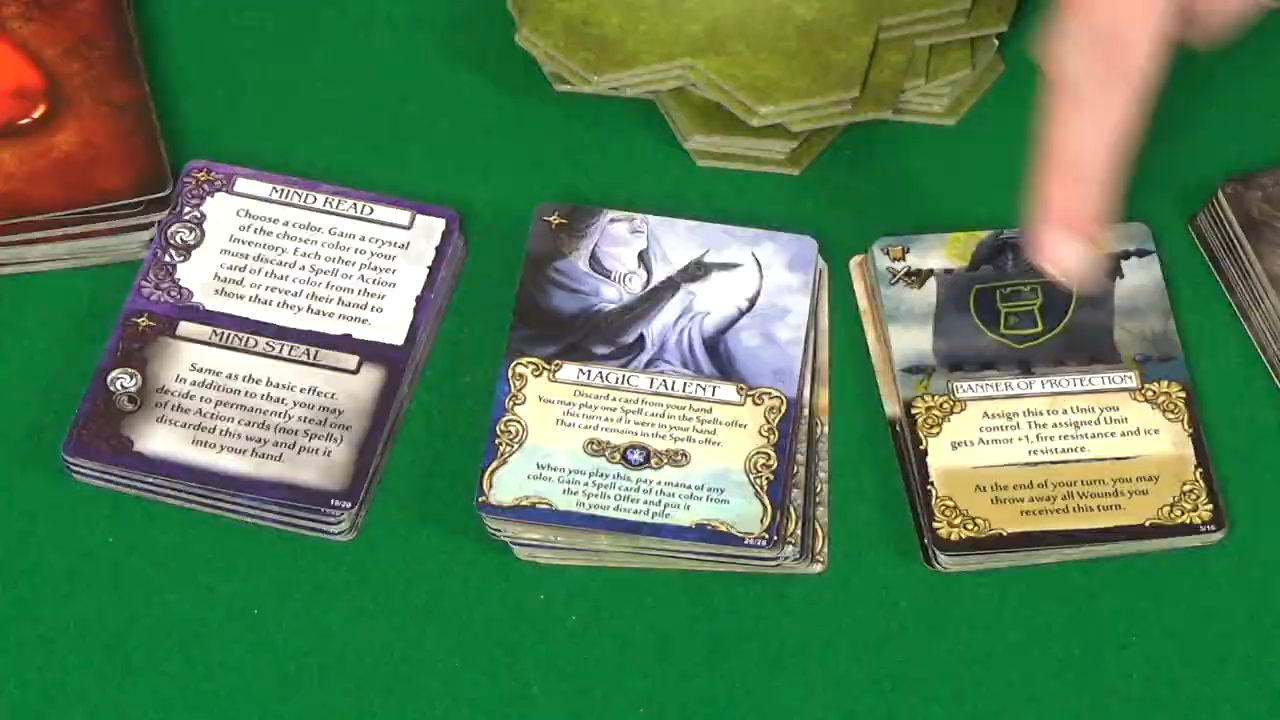 MIND READ
Choose a color. Gain a crystal
of the chosen color to your
Inventory. Each other player
must discard a Spell or Action
card of that color from their
hand, or reveal their hand to
show that they have none.
MIND STEAL
Same as the basic effect.
In addition to that, you may
decide to permanently steal one
of the Action cards (not Spells)
discarded this way and put it
into your hand.
MAGIC TALENT
Discard a card from your hand
You may play one Spell card in the Spells offer
this turn as if it were in your hand.
That card remains in the Spells offer.
When you play this, pay a mana of any
color. Gain a Spell card of that color from
the Spells Offer and put it
in your discard pile.
BANNER OF PROTECTION
Assign this to a Unit you
control. The assigned Unit
gets Armor +1, fire resistance and ice
resistance.
At the end of your turn, you may
throw away all Wounds you
received this turn.